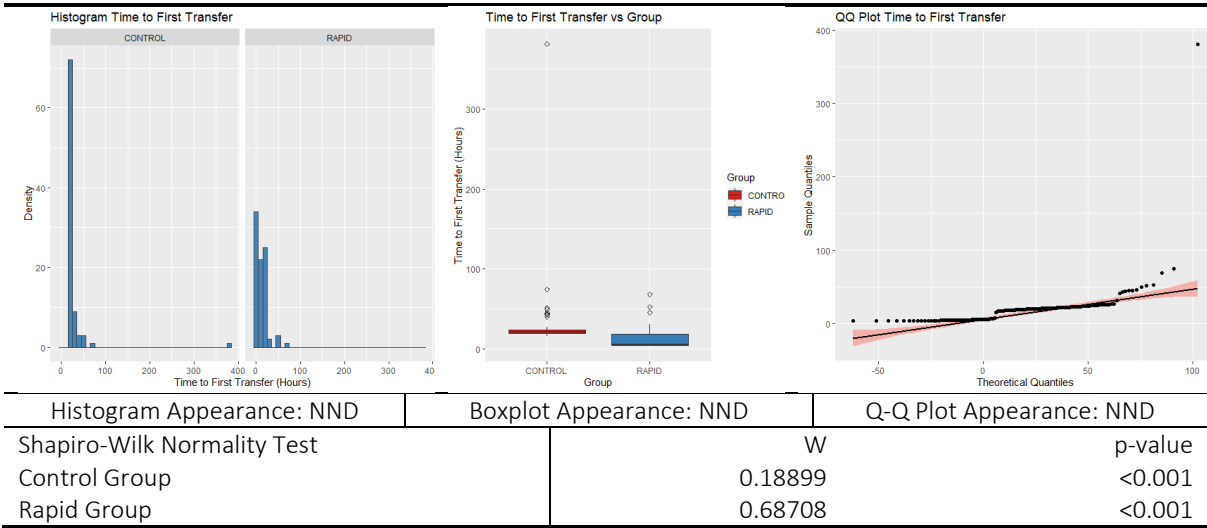 Histogram Time to First Transfer
CONTROL RAPID
60
40
20
0
Density
0 100 200 300 400 0 100 200 300 40
Time to First Transfer (Hours)
Time to First Transfer vs Group
300
200
100
0
Time to First Transfer (Hours)
CONTROL RAPID
Group
Group
CONTRO
RAPID
QQ Plot Time to First Transfer
400
300
200
100
0
Sample Quantiles
-50 0 50 100
Theoretical Quantiles
Histogram Appearance: NND Boxplot Appearance: NND Q-Q Plot Appearance: NND
Shapiro-Wilk Normality Test W p-value
Control Group 0.18899 <0.001
Rapid Group 0.68708 <0.001